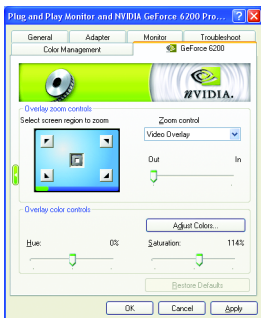 Plug and Play Monitor and NVIDIA GeForce 6200 Pro...
General Adapter Monitor Troubleshoot
Color Management GeForce 6200
nVIDIA.
Overlay zoom controls
Select screen region to zoom
Zoom control
Video Overlay
Out In
Overlay color controls
Adjust Colors...
Hue: 0% Saturation: 114%
Restore Defaults
OK Cancel Apply